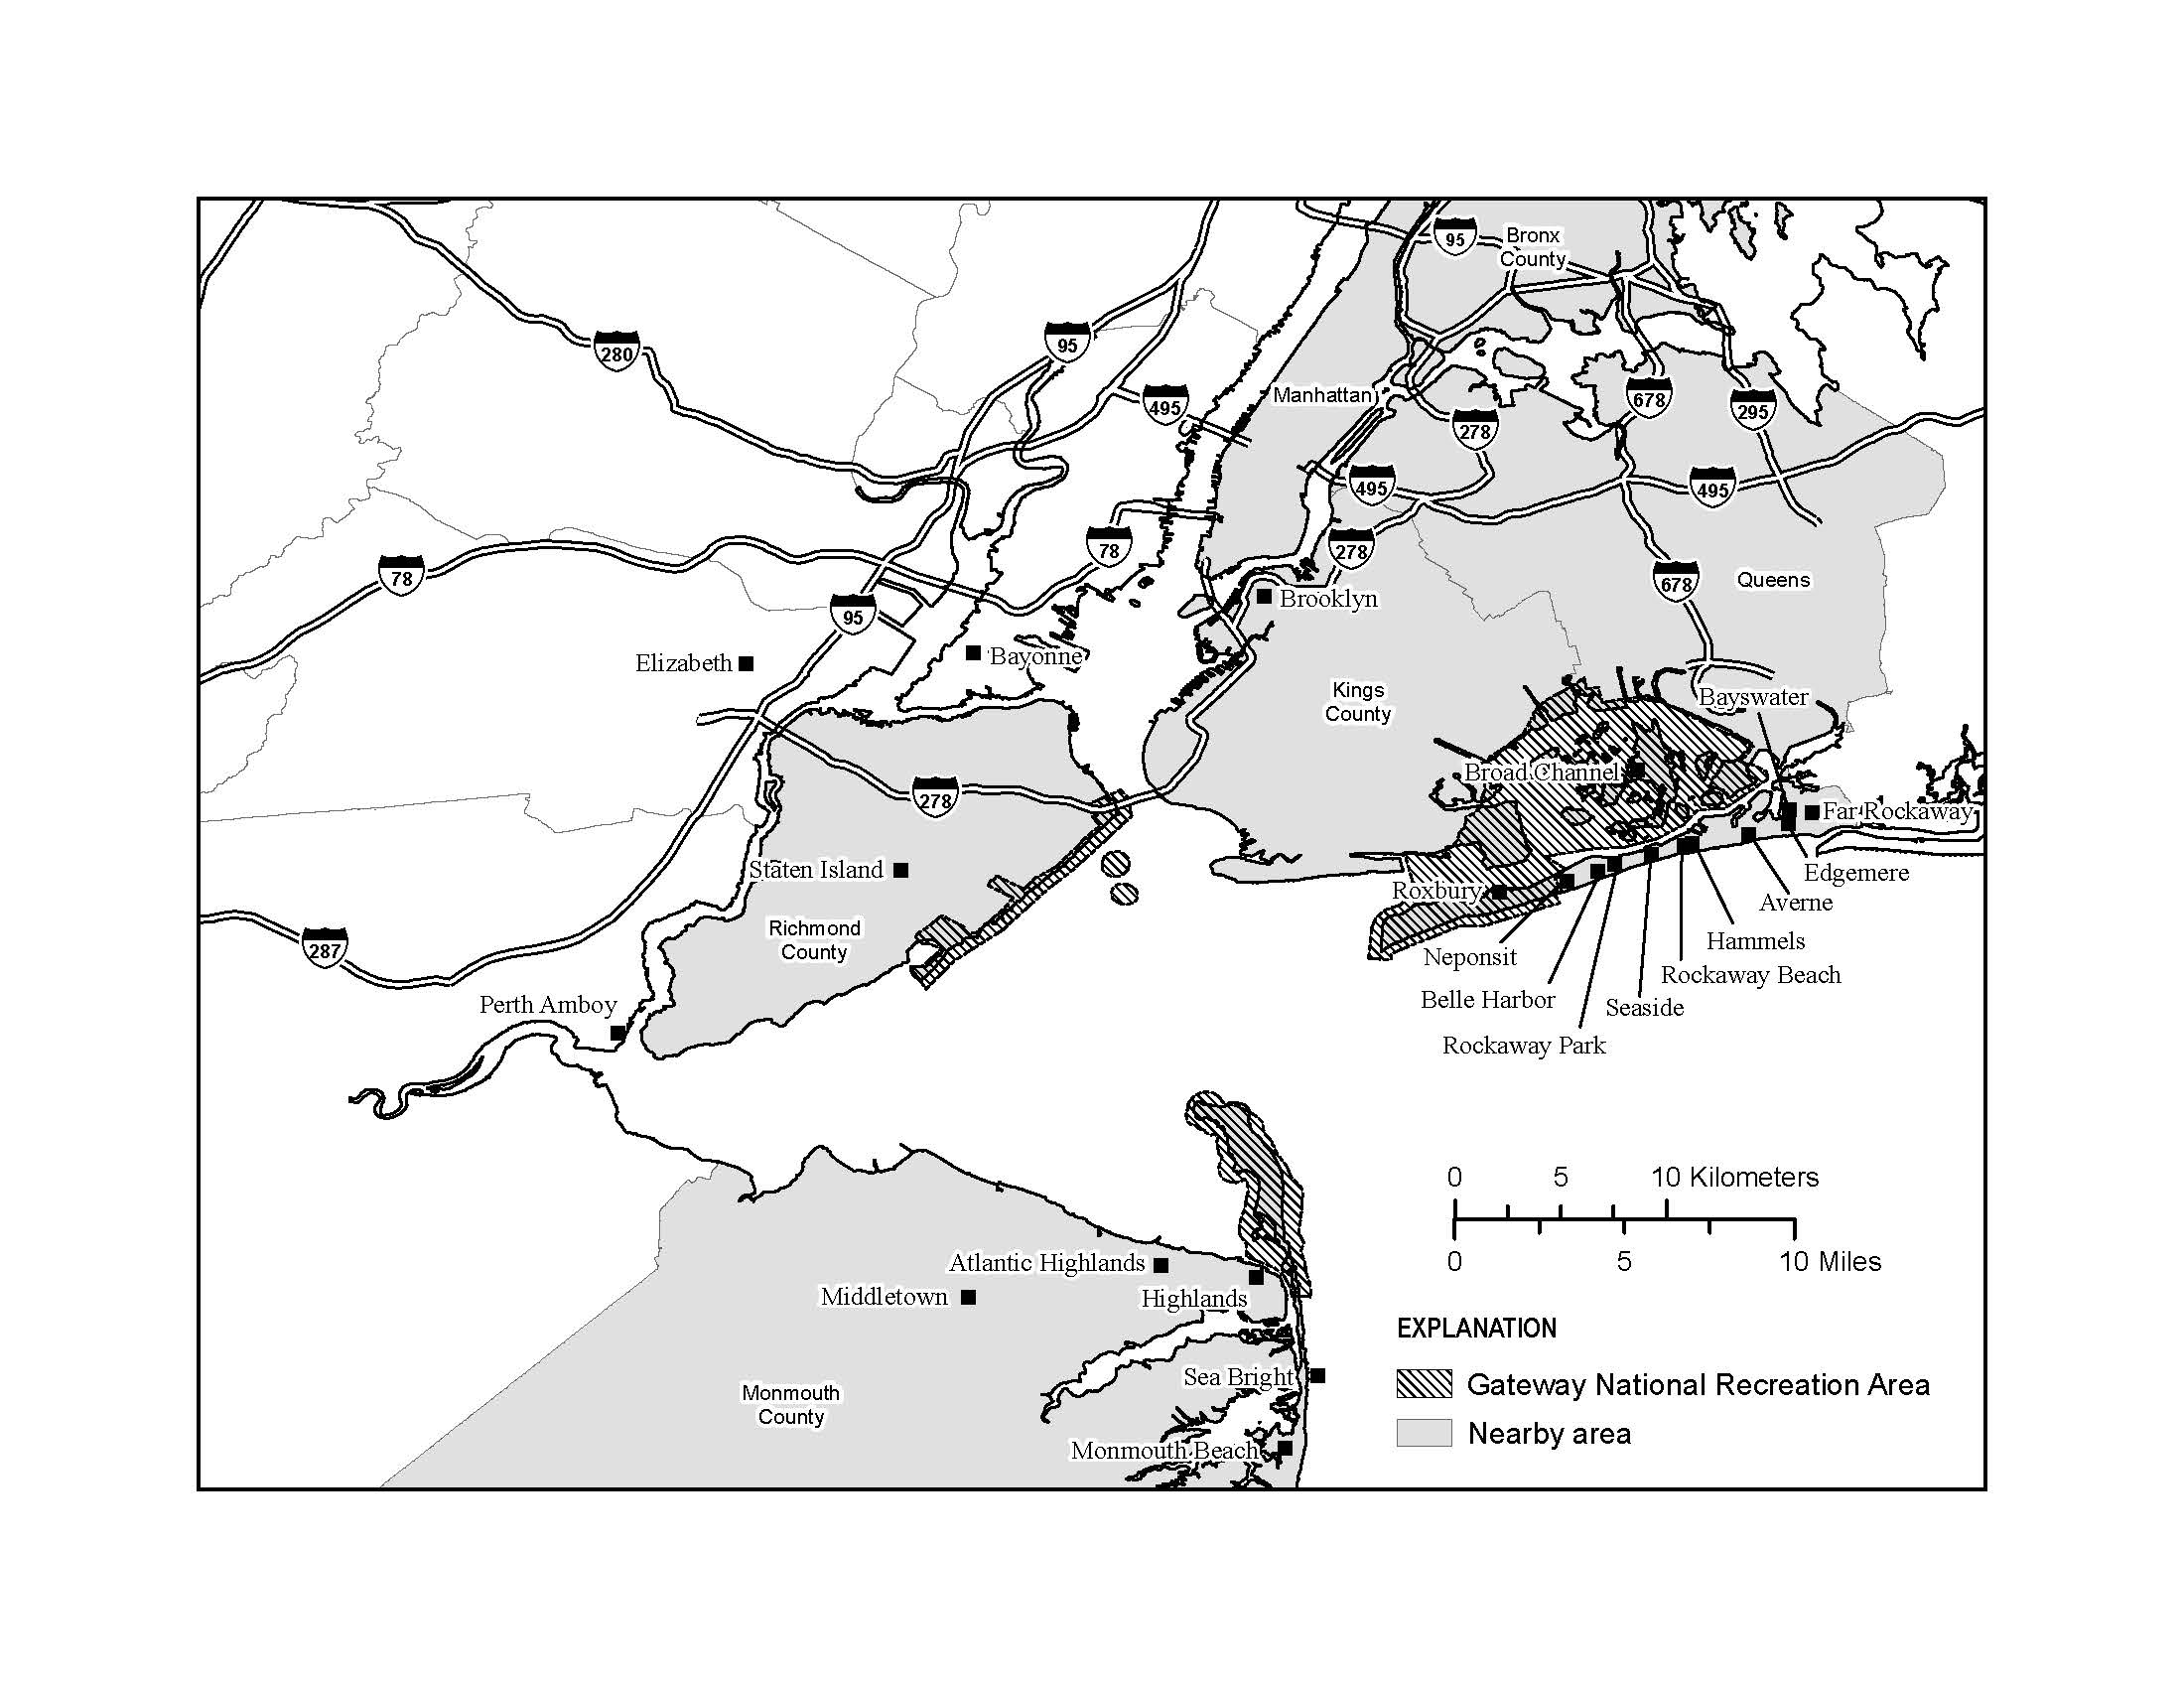 95
Bronx
County
280
95
Manhattan
495
678
295
278
495
495
78
78
278
678
Queens
95
Brooklyn
Elizabeth
Bayonne
Kings
County
Bayswater
278
Broad Channel
Far Rockaway
Staten Island
Roxbury
Edgemere
Averne
Richmond
County
287
Neponsit
Hammels
Rockaway Beach
Belle Harbor
Seaside
Perth Amboy
Rockaway Park
0 5 10 Kilometers
0 5 10 Miles
Atlantic Highlands
Middletown
Highlands
EXPLANATION
Sea Bright
Gateway National Recreation Area
Monmouth
County
Nearby area
Monmouth Beach